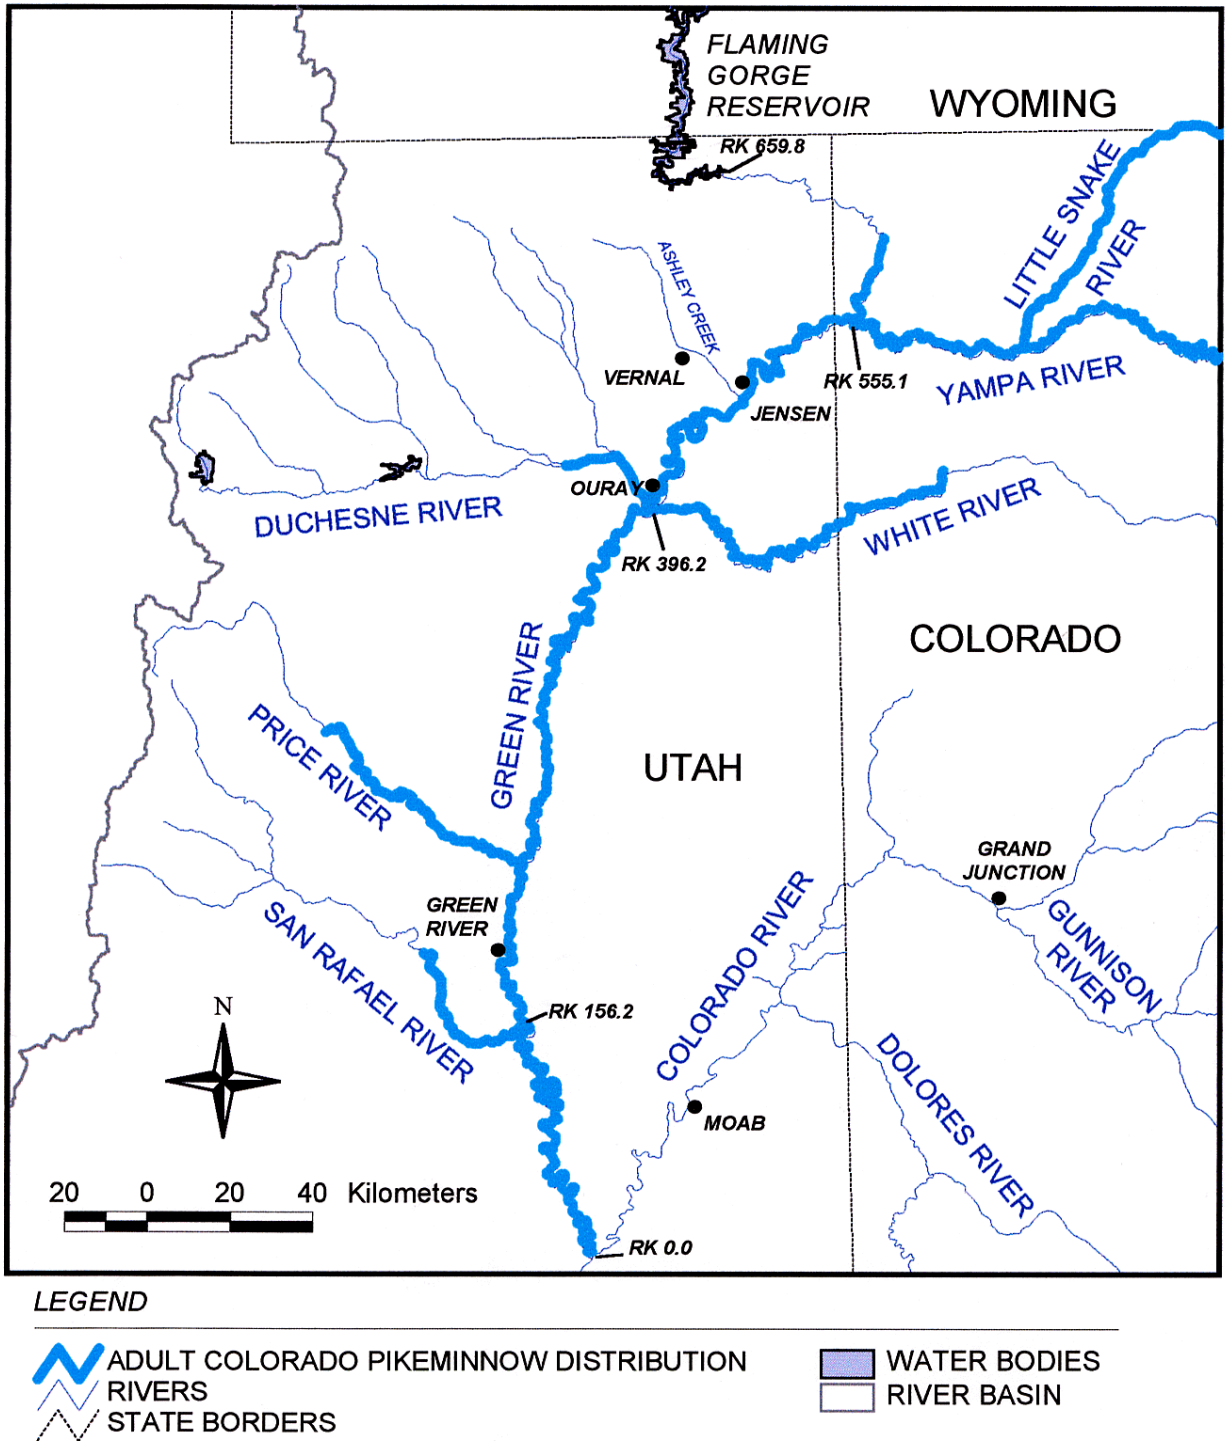 FLAMING
GORGE
RESERVOIR
WYOMING
RK 659.8
LITTLE SNAKE
RIVER
ASHLEY CREEK
VERNAL
JENSEN
RK 555.1
YAMPA RIVER
OURAY
DUCHESNE RIVER
WHITE RIVER
RK 396.2
COLORADO
GREEN RIVER
PRICE RIVER
UTAH
GRAND
JUNCTION
GREEN
RIVER
COLORADO RIVER
GUNNISON
RIVER
SAN RAFAEL RIVER
N
RK 156.2
DOLORES RIVER
MOAB
20 0 20 40 Kilometers
RK 0.0
LEGEND
ADULT COLORADO PIKEMINNOW DISTRIBUTION
RIVERS
STATE BORDERS
WATER BODIES
RIVER BASIN